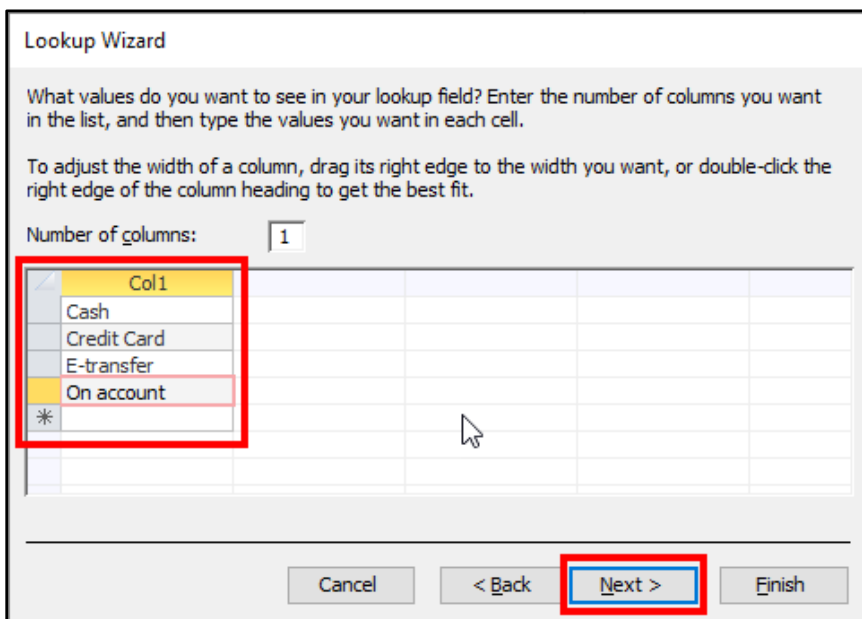 Lookup Wizard
What values do you want to see in your lookup field? Enter the number of columns you want
in the list, and then type the values you want in each cell.
To adjust the width of a column, drag its right edge to the width you want, or double-click the
right edge of the column heading to get the best fit.
Number of columns: 1
Col1
Cash
Credit Card
E-transfer
On account
Cancel < Back Next > Finish